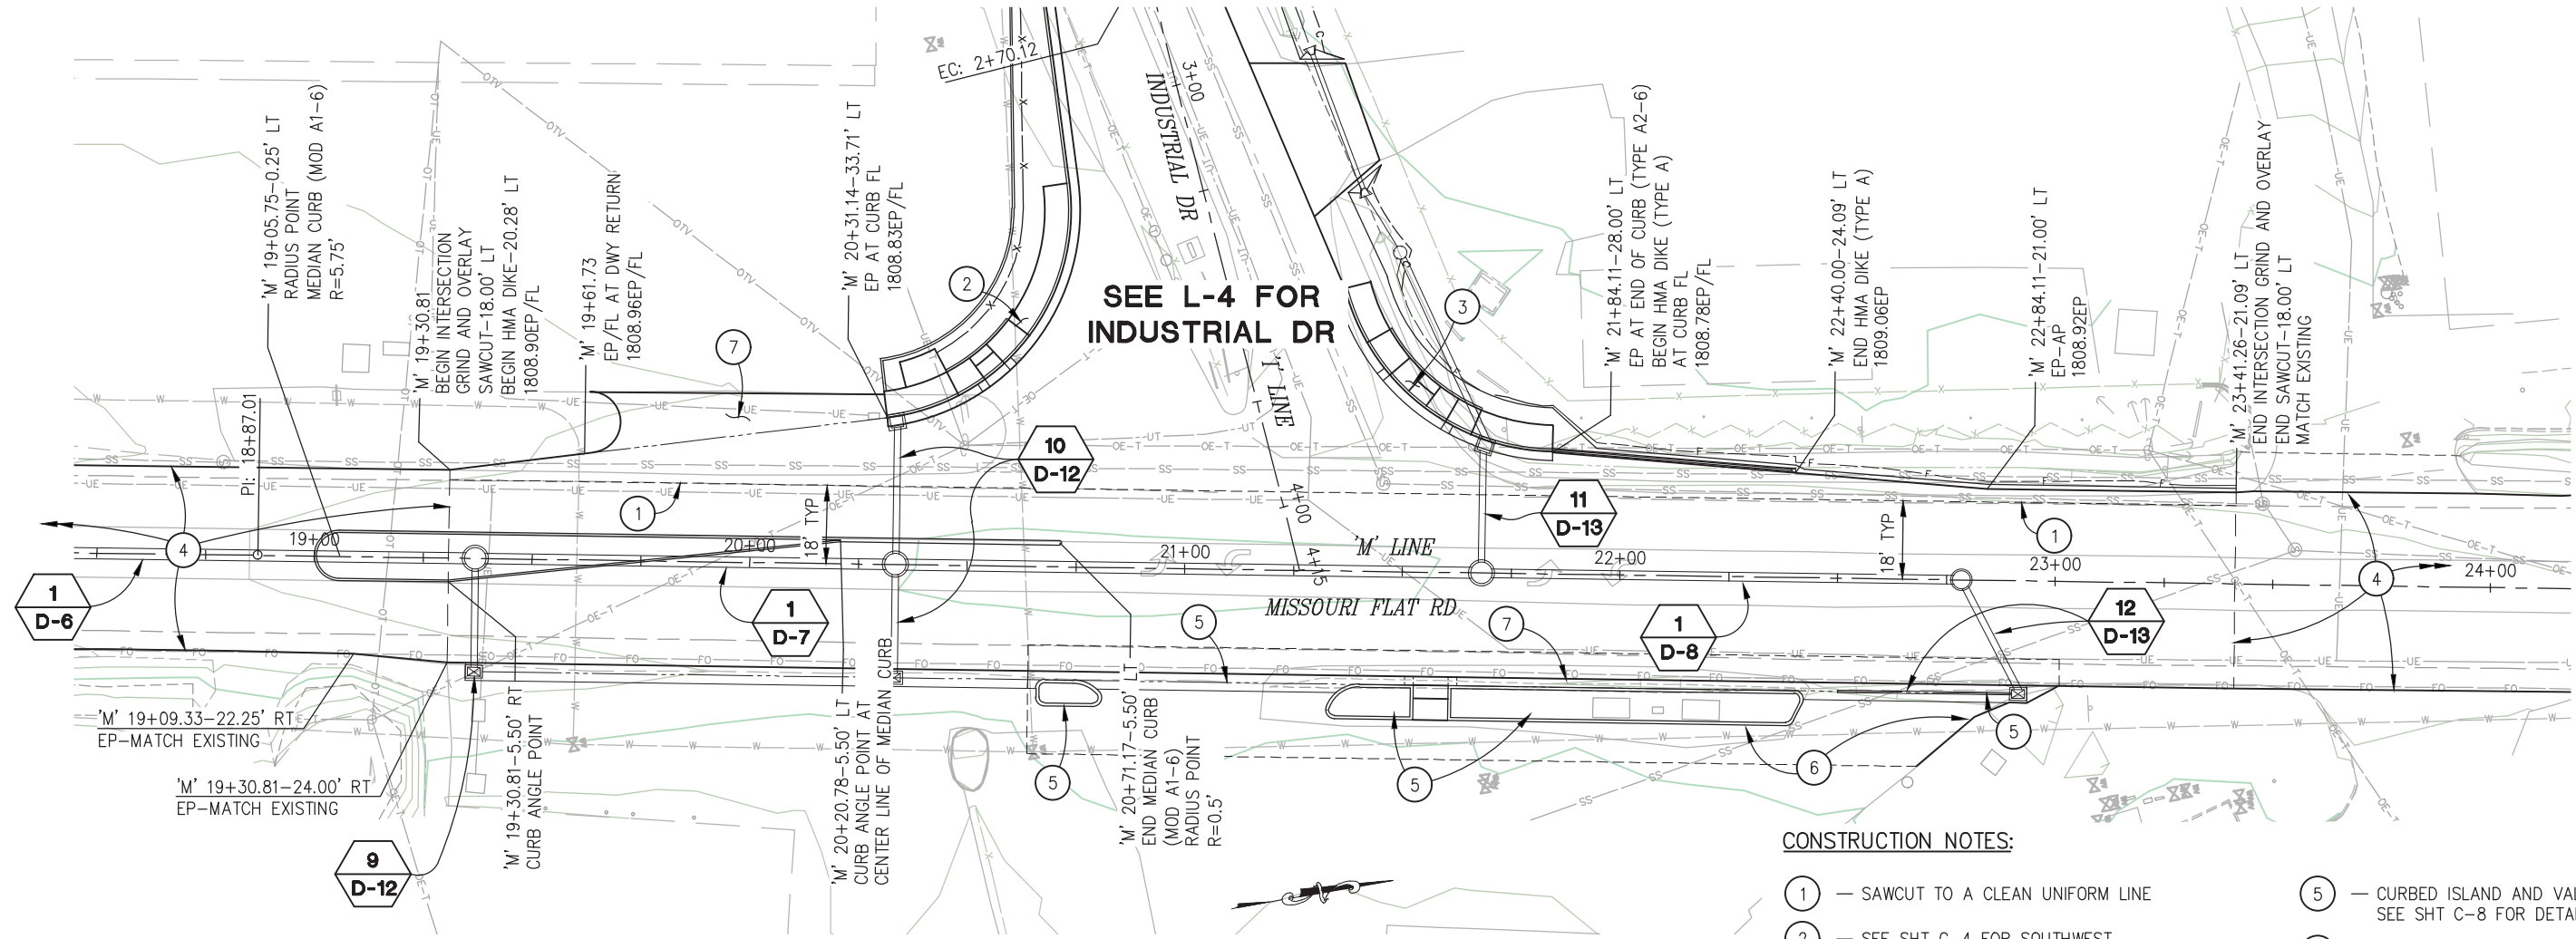 EC: 2+70.12
3+00
INDUSTRIAL DR
SEE L-4 FOR
INDUSTRIAL DR
'I' LINE
4+00
4+15
'M' 19+05.75-0.25' LT
RADIUS POINT
MEDIAN CURB (MOD A1-6)
R=5.75'
'M' 19+30.81
BEGIN INTERSECTION
GRIND AND OVERLAY
SAWCUT-18.00' LT
BEGIN HMA DIKE-20.28' LT
1808.90EP/FL
'M' 19+61.73
EP/FL AT DWY RETURN
1808.96EP/FL
'M' 20+31.14-33.71' LT
EP AT CURB FL
1808.83EP/FL
'M' 21+84.11-28.00' LT
EP AT END OF CURB (TYPE A2-6)
BEGIN HMA DIKE (TYPE A)
AT CURB FL
1808.78EP/FL
'M' 22+40.00-24.09' LT
END HMA DIKE (TYPE A)
1809.06EP
'M' 22+84.11-21.00' LT
EP-AP
1808.92EP
'M' 23+41.26-21.09' LT
END INTERSECTION GRIND AND OVERLAY
END SAWCUT-18.00' LT
MATCH EXISTING
2
3
7
PI: 18+87.01
10
D-12
11
D-13
1
18' TYP
18' TYP
1
4
19+00
20+00
21+00
'M' LINE
22+00
23+00
24+00
4
1
D-6
1
D-7
MISSOURI FLAT RD
5
7
1
D-8
12
D-13
'M' 19+09.33-22.25' RT
EP-MATCH EXISTING
'M' 19+30.81-24.00' RT
EP-MATCH EXISTING
'M' 19+30.81-5.50' RT
CURB ANGLE POINT
'M' 20+20.78-5.50' LT
CURB ANGLE POINT AT
CENTER LINE OF MEDIAN CURB
'M' 20+71.17-5.50' LT
END MEDIAN CURB
(MOD A1-6)
RADIUS POINT
R=0.5'
5
5
6
5
9
D-12
CONSTRUCTION NOTES:
1 — SAWCUT TO A CLEAN UNIFORM LINE
2 — SEE SHT C-4 FOR SOUTHWEST
5 — CURBED ISLAND AND
SEE SHT C-8 FOR